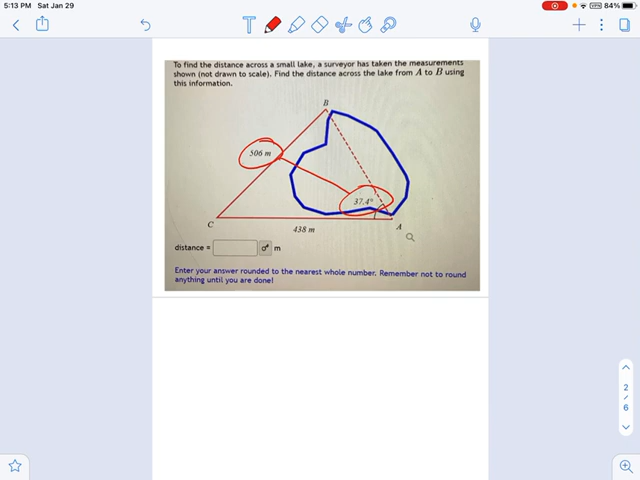 5:13 PM Sat Jan 29
84%
T
To find the distance across a small lake, a surveyor has taken the measurements
shown (not drawn to scale). Find the distance across the lake from A to B using
this information.
B
506 m
37.4°
C
A
438 m
distance =
m
Enter your answer rounded to the nearest whole number. Remember not to round
anything until you are done!
2
/
6